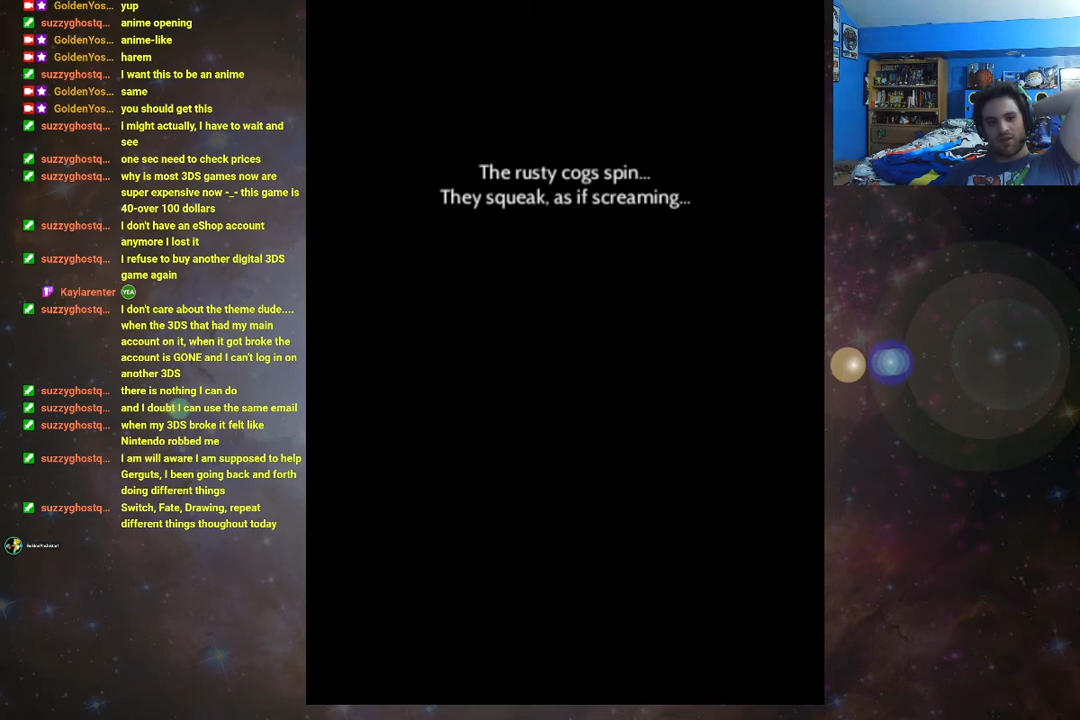 GoldenYos... yup
suzzyghostq... anime opening
GoldenYos... anime-like
GoldenYos... harem
suzzyghostq... I want this to be an anime
GoldenYos... same
GoldenYos... you should get this
suzzyghostq... i might actually, I have to wait and
see
suzzyghostq... one sec need to check prices
suzzyghostq... why is most 3DS games now are
super expensive now -_- this game is
40-over 100 dollars
suzzyghostq... I don't have an eShop account
anymore I lost it
suzzyghostq... I refuse to buy another digital 3DS
game again
Kaylarenter YEA
suzzyghostq... I don't care about the theme dude....
when the 3DS that had my main
account on it, when it got broke the
account is GONE and I can't log in on
another 3DS
suzzyghostq... there is nothing I can do
suzzyghostq... and I doubt I can use the same email
suzzyghostq... when my 3DS broke it felt like
Nintendo robbed me
suzzyghostq... I am will aware I am supposed to help
Gerguts, I been going back and forth
doing different things
suzzyghostq... Switch, Fate, Drawing, repeat
different things thoughout today
The rusty cogs spin...
They squeak, as if screaming...